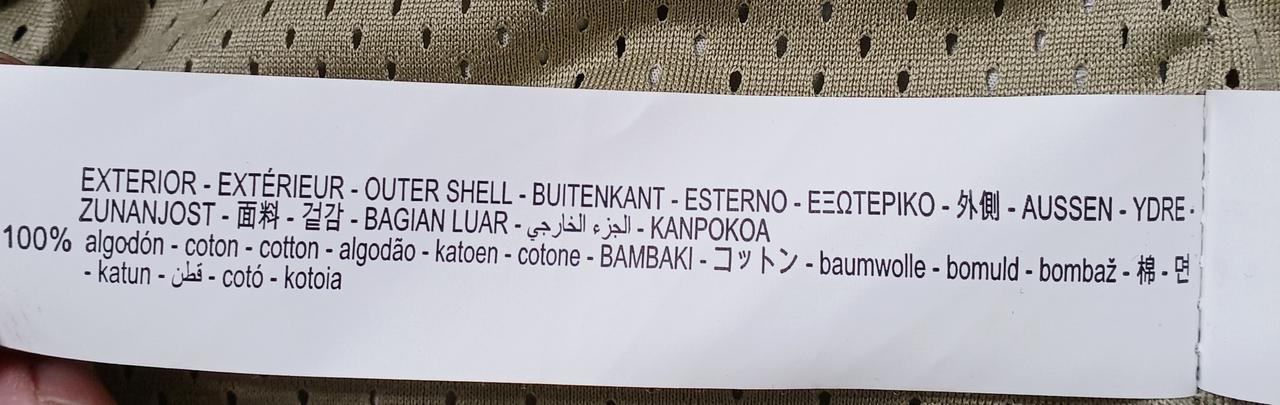 EXTERIOR - EXTÉRIEUR - OUTER SHELL - BUITENKANT - ESTERNO - ΕΞΩΤΕΡΙΚΟ - 外側 - AUSSEN - YDRE -
ZUNANJOST - 面料 - 겉감 - BAGIAN LUAR - الجزء الخارجي - KANPOKOA
100% algodón - coton - cotton - algodão - katoen - cotone - ΒΑΜΒΑΚΙ - コットン - baumwolle - bomuld - bombaž - 棉 - 면
- katun - قطن - cotó - kotoia